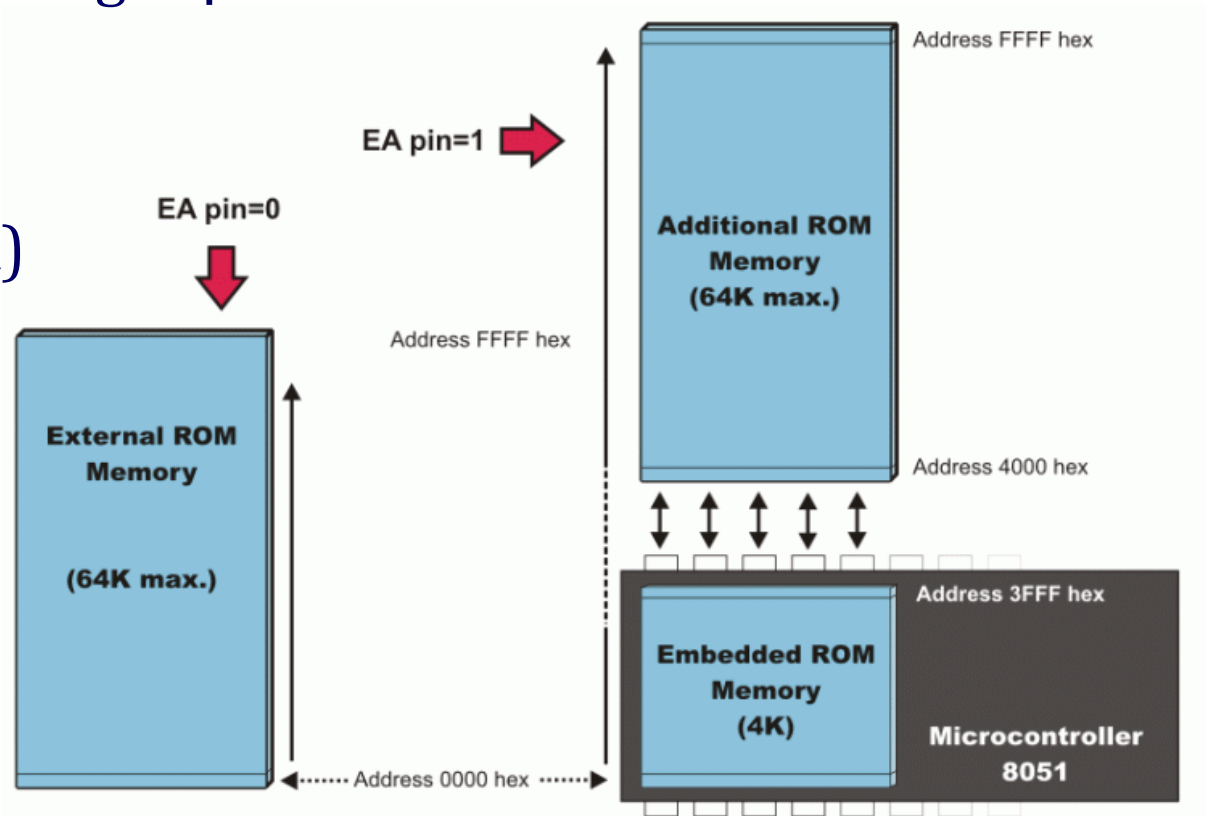 Address FFFF hex
EA pin=1
EA pin=0
Additional ROM
Memory
(64K max.)
)
Address FFFF hex
External ROM
Memory
(64K max.)
Address 4000 hex
Address 3FFF hex
Embedded ROM
Memory
(4K)
Microcontroller
8051
Address 0000 hex